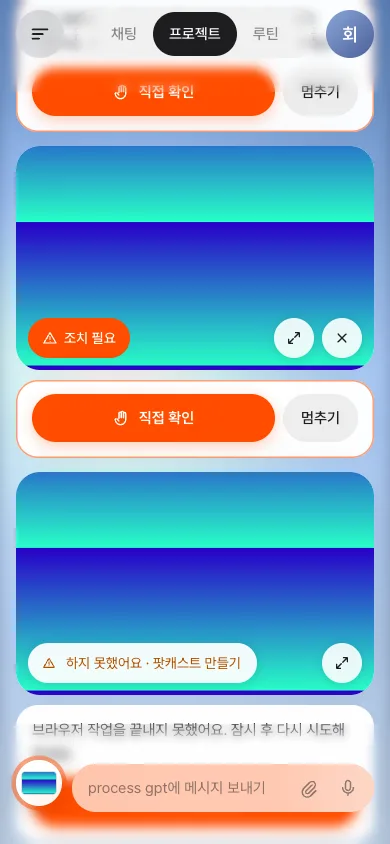 채팅
프로젝트
루틴
회
직접 확인
멈추기
조치 필요
직접 확인
멈추기
하지 못했어요 · 팟캐스트 만들기
브라우저 작업을 끝내지 못했어요. 잠시 후 다시 시도해
process gpt에 메시지 보내기